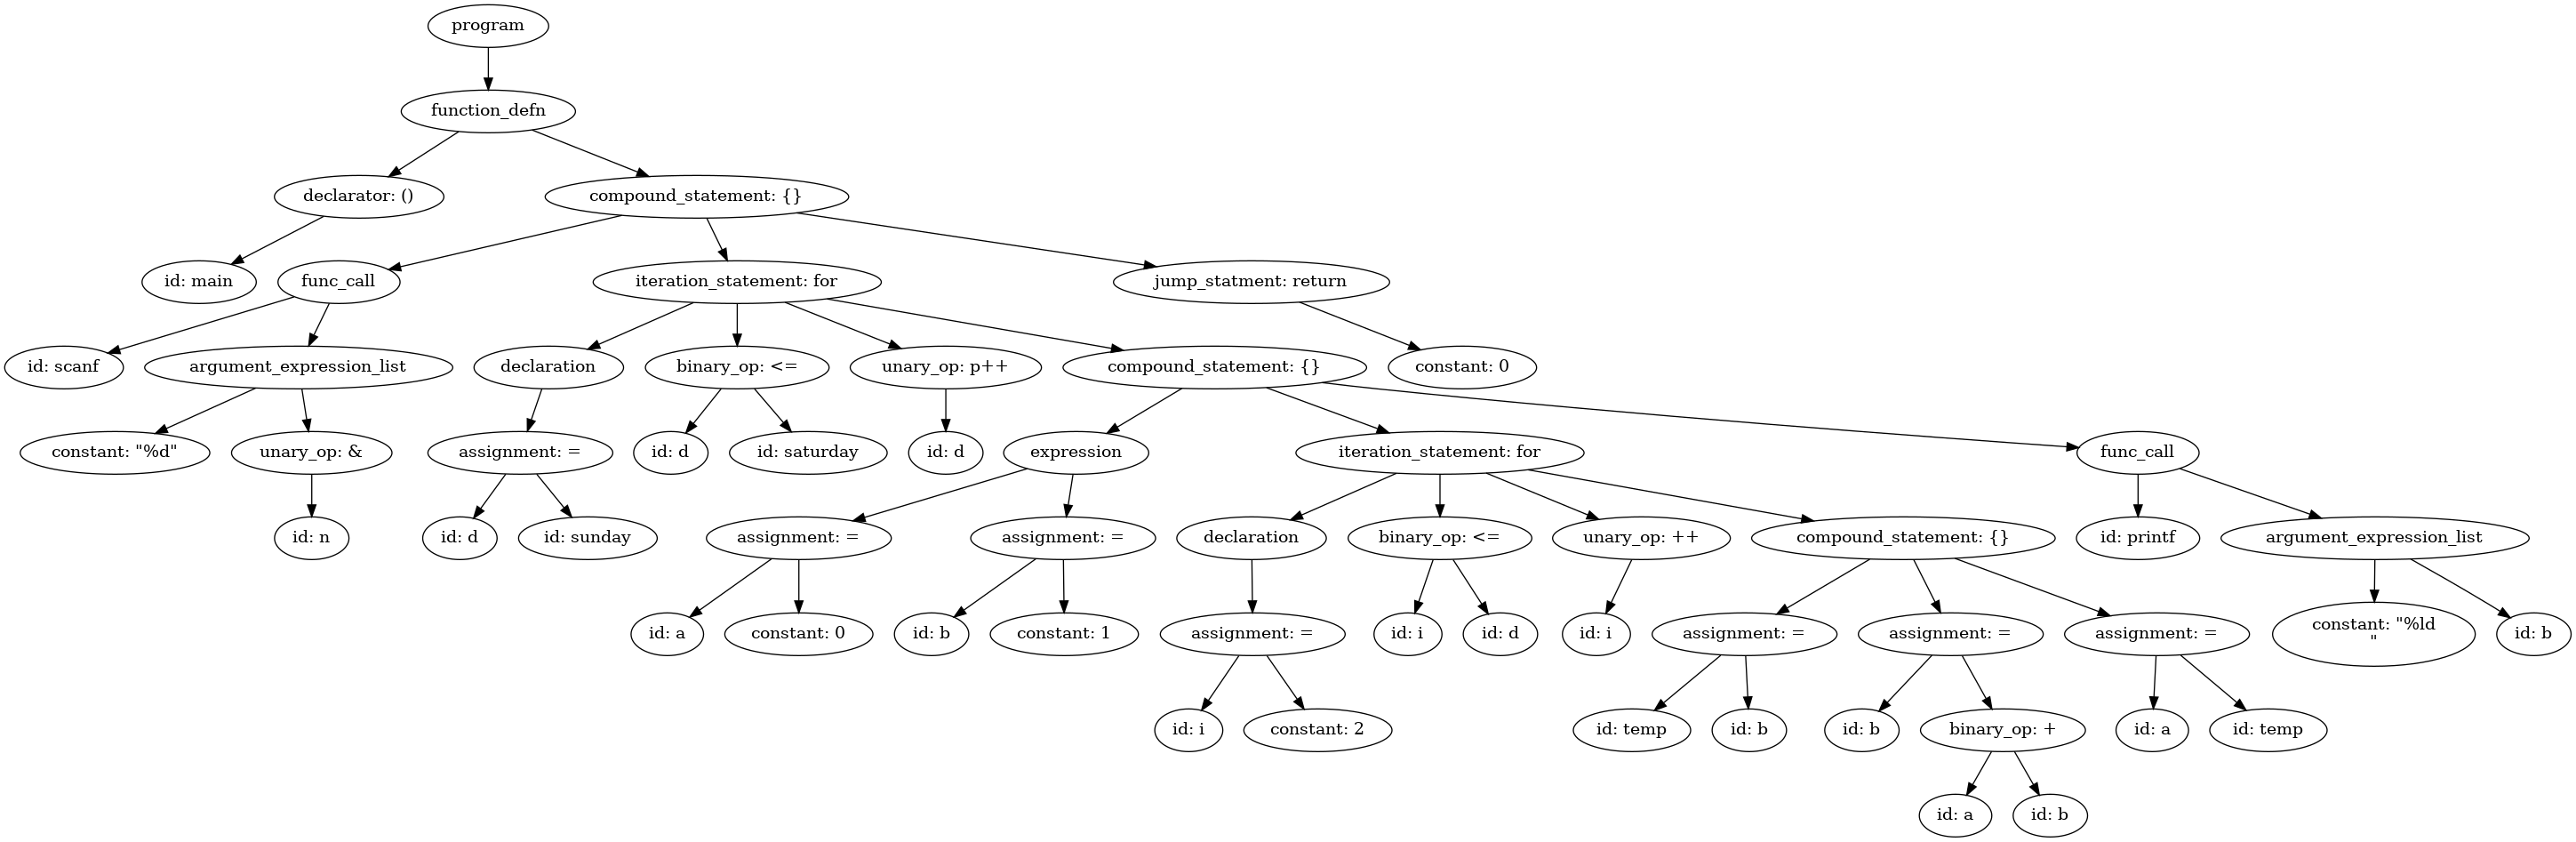 program
function_defn
declarator: ()
compound_statement: {}
id: main
func_call
iteration_statement: for
jump_statment: return
id: scanf
argument_expression_list
declaration
binary_op: <=
unary_op: p++
compound_statement: {}
constant: 0
constant: "%d"
unary_op: &
assignment: =
id: d
id: saturday
id: d
expression
iteration_statement: for
func_call
id: n
id: d
id: sunday
assignment: =
assignment: =
declaration
binary_op: <=
unary_op: ++
compound_statement: {}
id: printf
argument_expression_list
id: a
constant: 0
id: b
constant: 1
assignment: =
id: i
id: d
id: i
assignment: =
assignment: =
assignment: =
constant: "%ld
"
id: b
id: i
constant: 2
id: temp
id: b
id: b
binary_op: +
id: a
id: temp
id: a
id: b